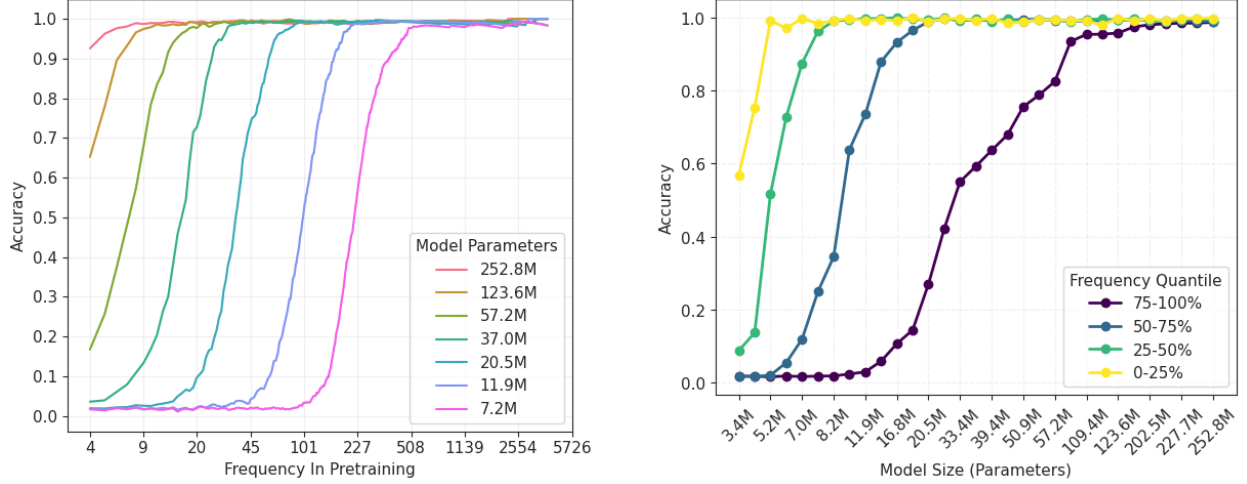 1.0
0.9
0.8
0.7
0.6
0.5
0.4
0.3
0.2
0.1
0.0
Accuracy
4 9 20 45 101 227 508 1139 2554 5726
Frequency In Pretraining
Model Parameters
252.8M
123.6M
57.2M
37.0M
20.5M
11.9M
7.2M
1.0
0.8
0.6
0.4
0.2
0.0
Accuracy
3.4M 5.2M 7.0M 8.2M 11.9M 16.8M 20.5M 33.4M 39.4M 50.9M 57.2M 109.4M 123.6M 202.5M 227.7M 252.8M
Model Size (Parameters)
Frequency Quantile
75-100%
50-75%
25-50%
0-25%